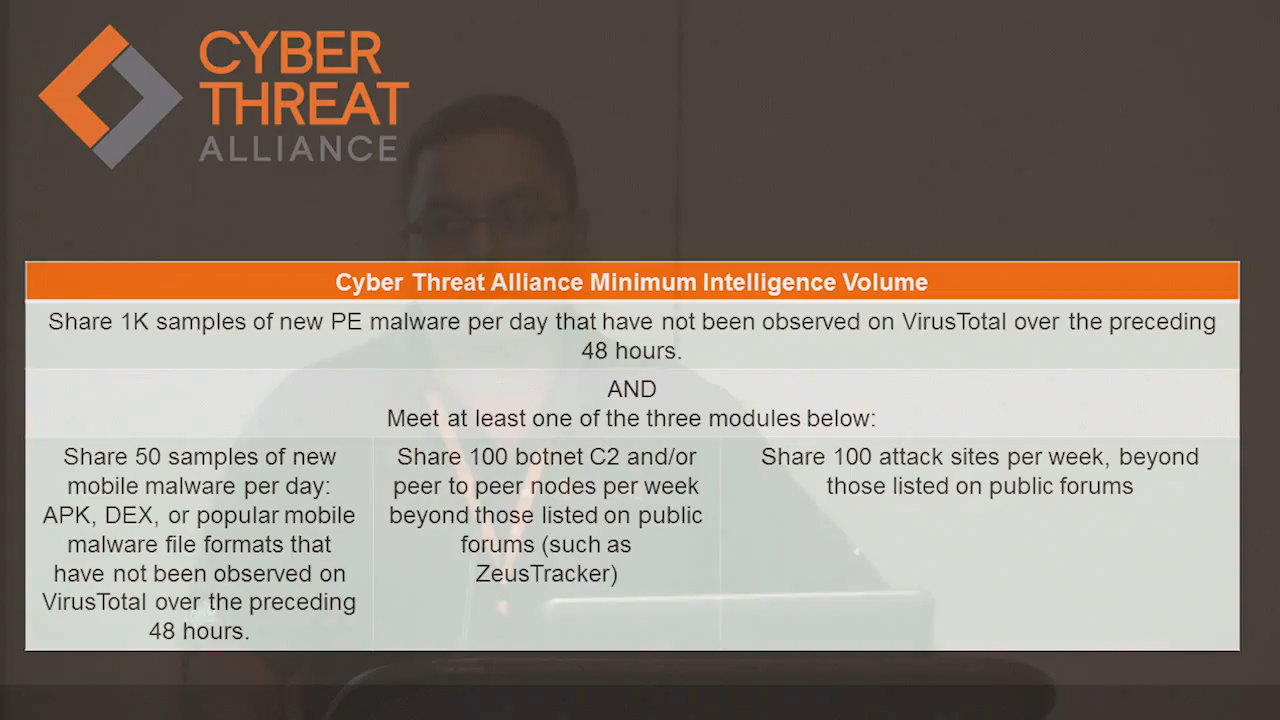 CYBER
THREAT
ALLIANCE
Cyber Threat Alliance Minimum Intelligence Volume
Share 1K samples of new PE malware per day that have not been observed on VirusTotal over the preceding
48 hours.
AND
Meet at least one of the three modules below:
Share 50 samples of new
mobile malware per day:
APK, DEX, or popular mobile
malware file formats that
have not been observed on
VirusTotal over the preceding
48 hours.
Share 100 botnet C2 and/or
peer to peer nodes per week
beyond those listed on public
forums (such as
ZeusTracker)
Share 100 attack sites per week, beyond
those listed on public forums